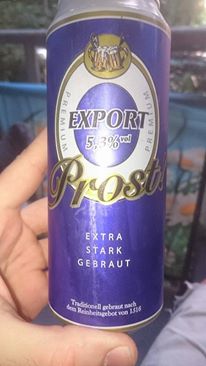 PREMIUM
PREMIUM
EXPORT
5,3% vol
Prost
EXTRA
STARK
GEBRAUT
Traditionell gebraut nach
dem Reinheitsgebot von 1516